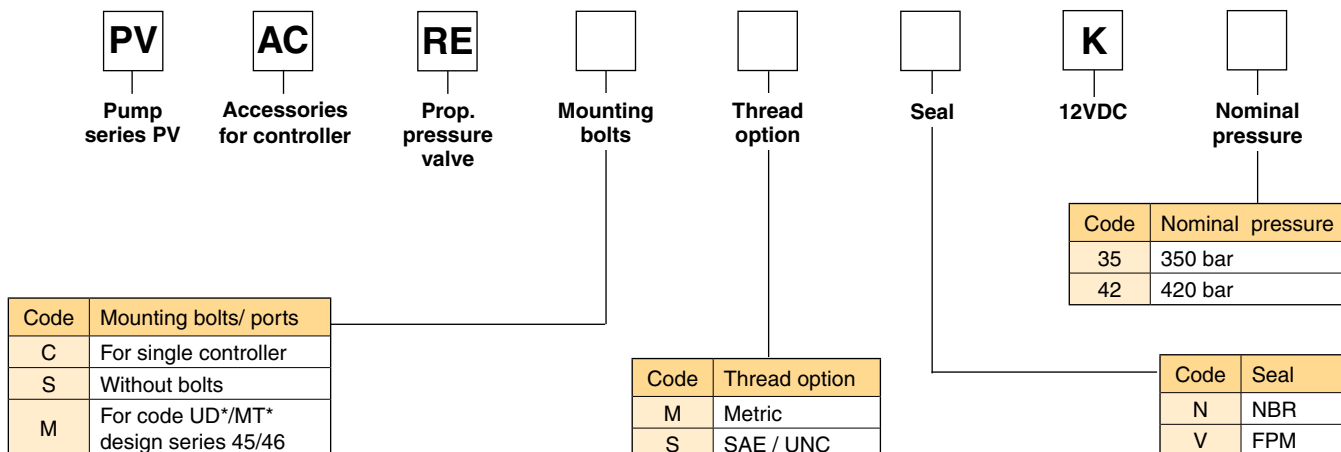 PV AC RE K
Pump series PV
Accessories for controller
Prop. pressure valve
Mounting bolts
Thread option
Seal
12VDC
Nominal pressure
Code Nominal pressure
35 350 bar
42 420 bar
Code Mounting bolts/ ports
C For single controller
S Without bolts
M For code UD*/MT* design series 45/46
Code Thread option
M Metric
S SAE / UNC
Code Seal
N NBR
V FPM